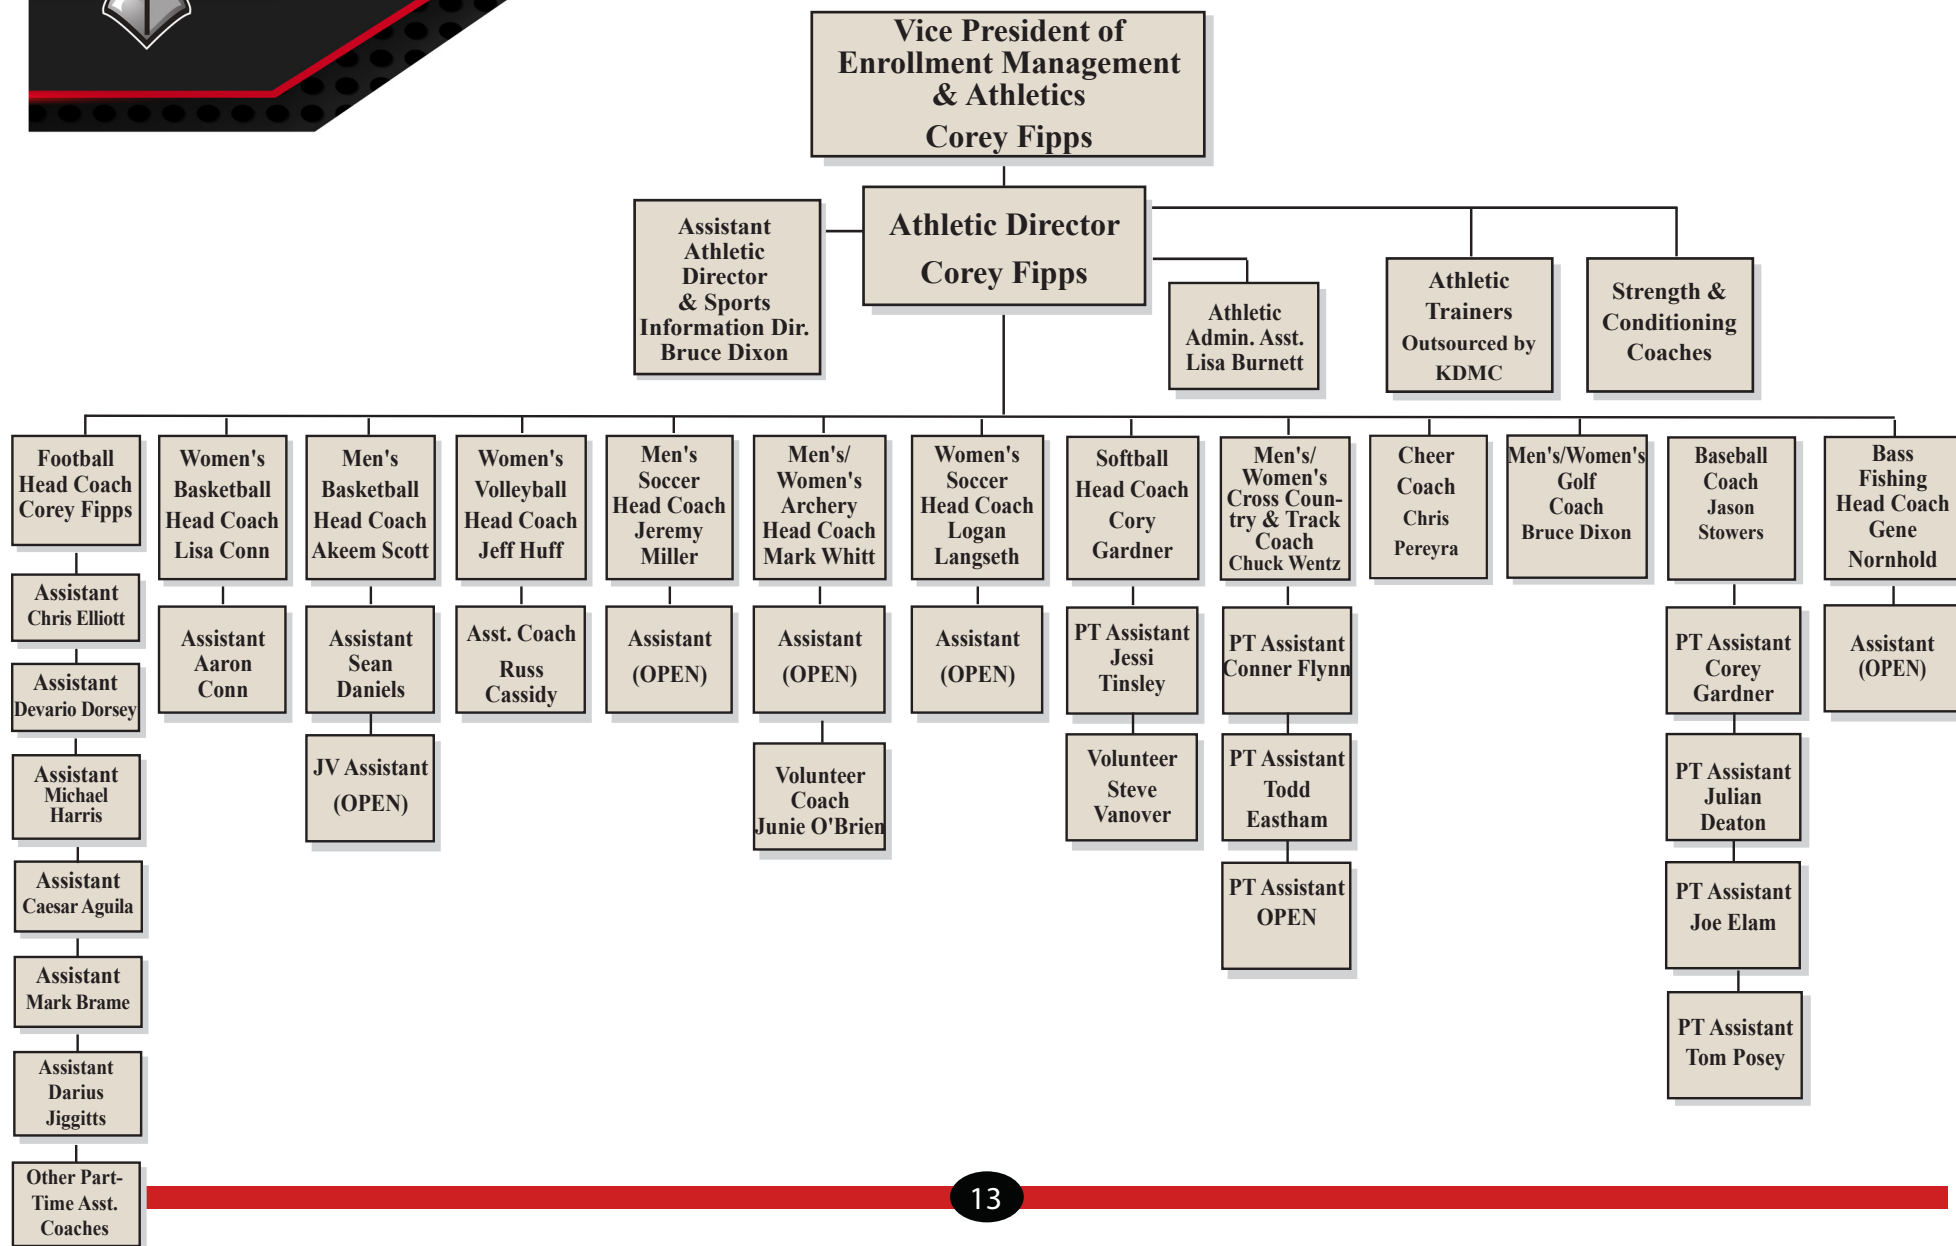 Vice President of
Enrollment Management
& Athletics
Corey Fipps
Athletic Director
Corey Fipps
Assistant
Athletic
Director
& Sports
Information Dir.
Bruce Dixon
Athletic
Admin. Asst.
Lisa Burnett
Athletic
Trainers
Outsourced by
KDMC
Strength &
Conditioning
Coaches
Football
Head Coach
Corey Fipps
Assistant
Chris Elliott
Assistant
Devario Dorsey
Assistant
Michael
Harris
Assistant
Caesar Aguila
Assistant
Mark Brame
Assistant
Darius
Jiggitts
Other Part-
Time Asst.
Coaches
Women's
Basketball
Head Coach
Lisa Conn
Assistant
Aaron
Conn
Men's
Basketball
Head Coach
Akeem Scott
Assistant
Sean
Daniels
JV Assistant
(OPEN)
Women's
Volleyball
Head Coach
Jeff Huff
Asst. Coach
Russ
Cassidy
Men's
Soccer
Head Coach
Jeremy
Miller
Assistant
(OPEN)
Men's/
Women's
Archery
Head Coach
Mark Whitt
Assistant
(OPEN)
Volunteer
Coach
Junie O'Brien
Women's
Soccer
Head Coach
Logan
Langseth
Assistant
(OPEN)
Softball
Head Coach
Cory
Gardner
PT Assistant
Jessi
Tinsley
Volunteer
Steve
Vanover
Men's/
Women's
Cross Coun-
try & Track
Coach
Chuck Wentz
PT Assistant
Conner Flynn
PT Assistant
Todd
Eastham
PT Assistant
OPEN
Cheer
Coach
Chris
Pereyra
Men's/Women's
Golf
Coach
Bruce Dixon
Baseball
Coach
Jason
Stowers
PT Assistant
Corey
Gardner
PT Assistant
Julian
Deaton
PT Assistant
Joe Elam
PT Assistant
Tom Posey
Bass
Fishing
Head Coach
Gene
Nornhold
Assistant
(OPEN)
13